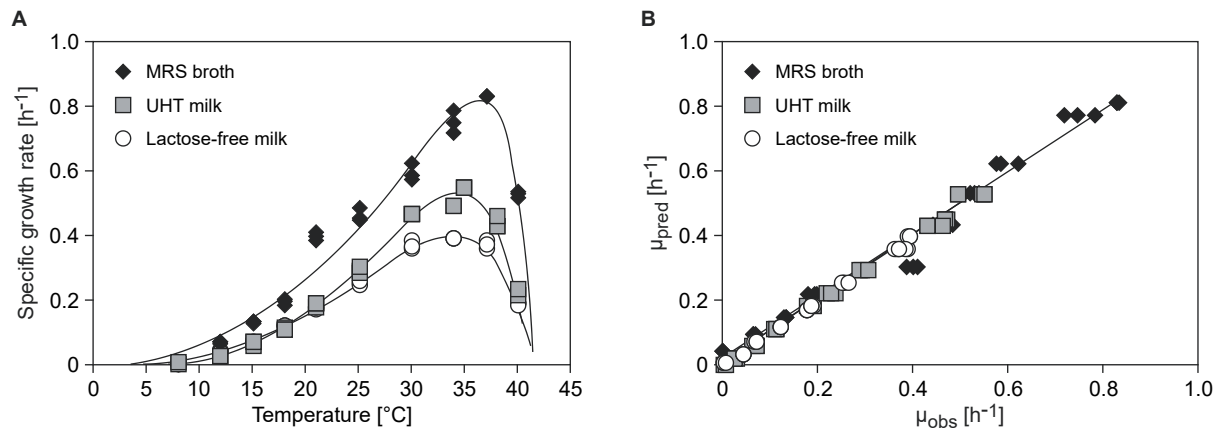 A
1.0
0.8
0.6
0.4
0.2
0
Specific growth rate [h⁻¹]
MRS broth
UHT milk
Lactose-free milk
0 5 10 15 20 25 30 35 40 45
Temperature [°C]
B
1.0
0.8
0.6
0.4
0.2
0
μpred [h⁻¹]
MRS broth
UHT milk
Lactose-free milk
0 0.2 0.4 0.6 0.8 1.0
μobs [h⁻¹]